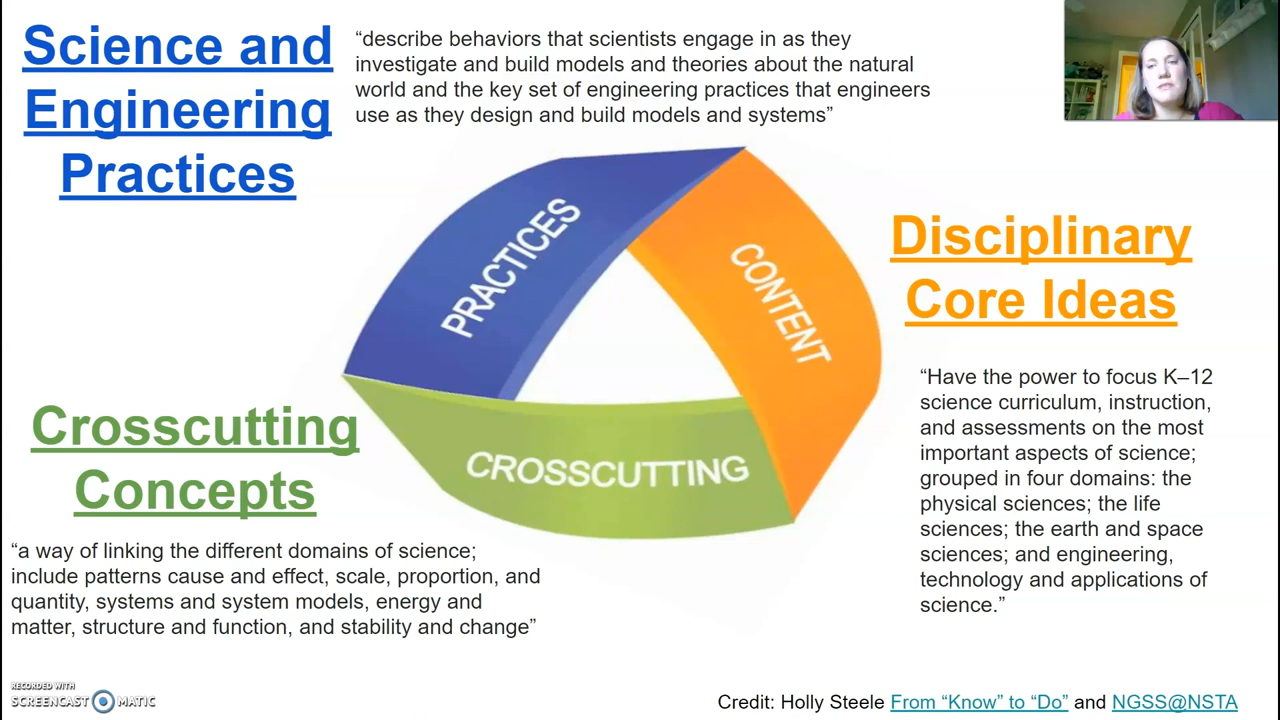 Science and
Engineering
Practices
“describe behaviors that scientists engage in as they
investigate and build models and theories about the natural
world and the key set of engineering practices that engineers
use as they design and build models and systems”
PRACTICES
CONTENT
CROSSCUTTING
Disciplinary
Core Ideas
“Have the power to focus K–12
science curriculum, instruction,
and assessments on the most
important aspects of science;
grouped in four domains: the
physical sciences; the life
sciences; the earth and space
sciences; and engineering,
technology and applications of
science.”
Crosscutting
Concepts
“a way of linking the different domains of science;
include patterns cause and effect, scale, proportion, and
quantity, systems and system models, energy and
matter, structure and function, and stability and change”
RECORDED WITH
SCREENCAST MATIC
Credit: Holly Steele From “Know” to “Do” and NGSS@NSTA